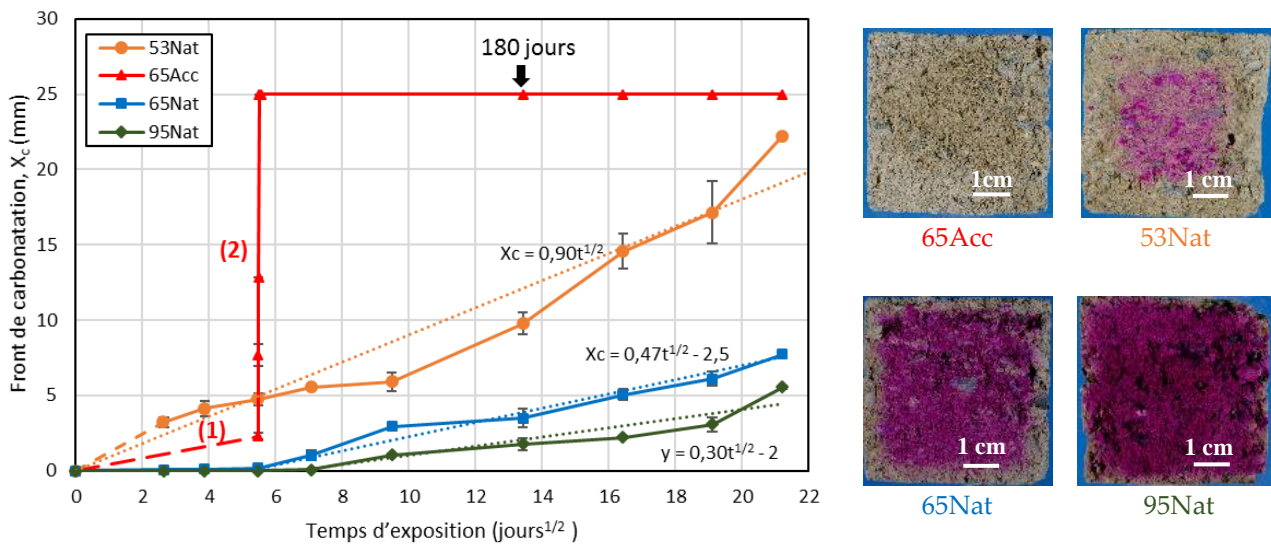 30
25
20
15
10
5
0
Front de carbonatation, Xc (mm)
53Nat
65Acc
65Nat
95Nat
180 jours
(2)
(1)
Xc = 0,90t1/2
Xc = 0,47t1/2 - 2,5
y = 0,30t1/2 - 2
0 2 4 6 8 10 12 14 16 18 20 22
Temps d'exposition (jours1/2 )
1cm
65Acc
1 cm
53Nat
1 cm
65Nat
1 cm
95Nat